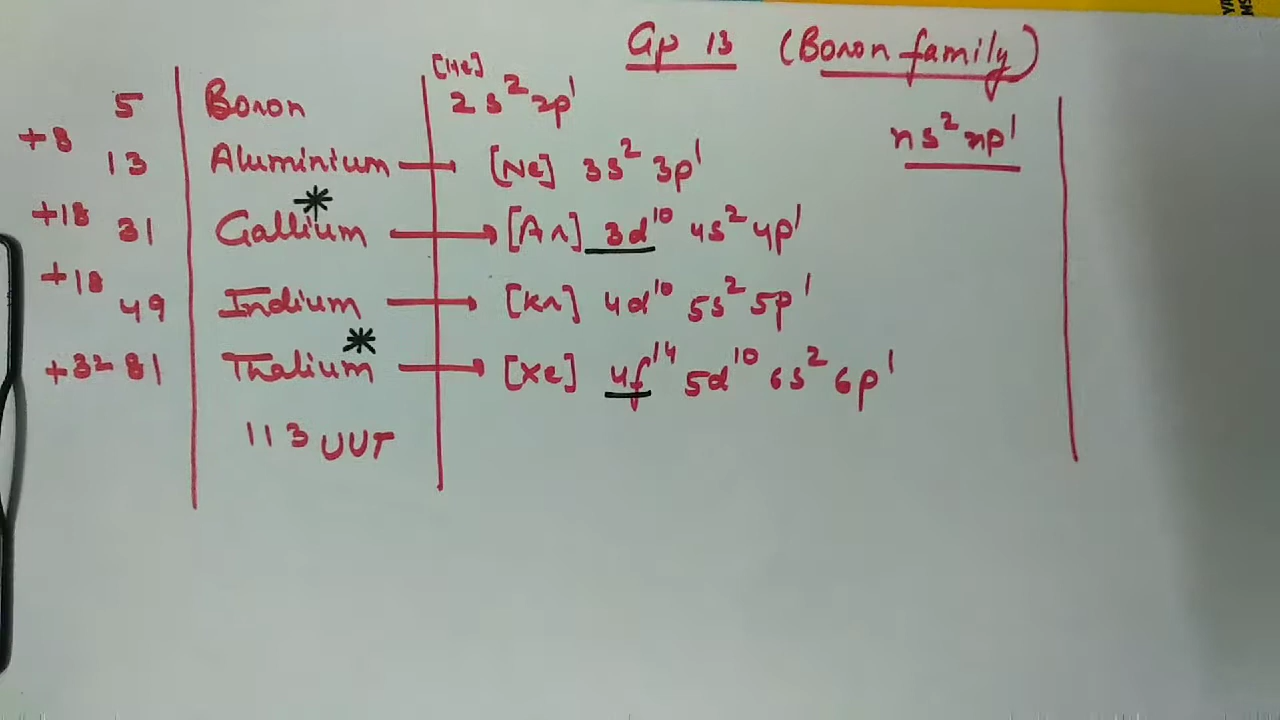 Gp 13 (Boron family)
5 Boron [He] 2s² 2p¹
ns² np¹
+8
13 Aluminium → [Ne] 3s² 3p¹
+18 31 Gallium* → [Ar] 3d¹⁰ 4s² 4p¹
+18
49 Indium → [Kr] 4d¹⁰ 5s² 5p¹
+32 81 Thalium* → [Xe] 4f¹⁴ 5d¹⁰ 6s² 6p¹
113 UUT